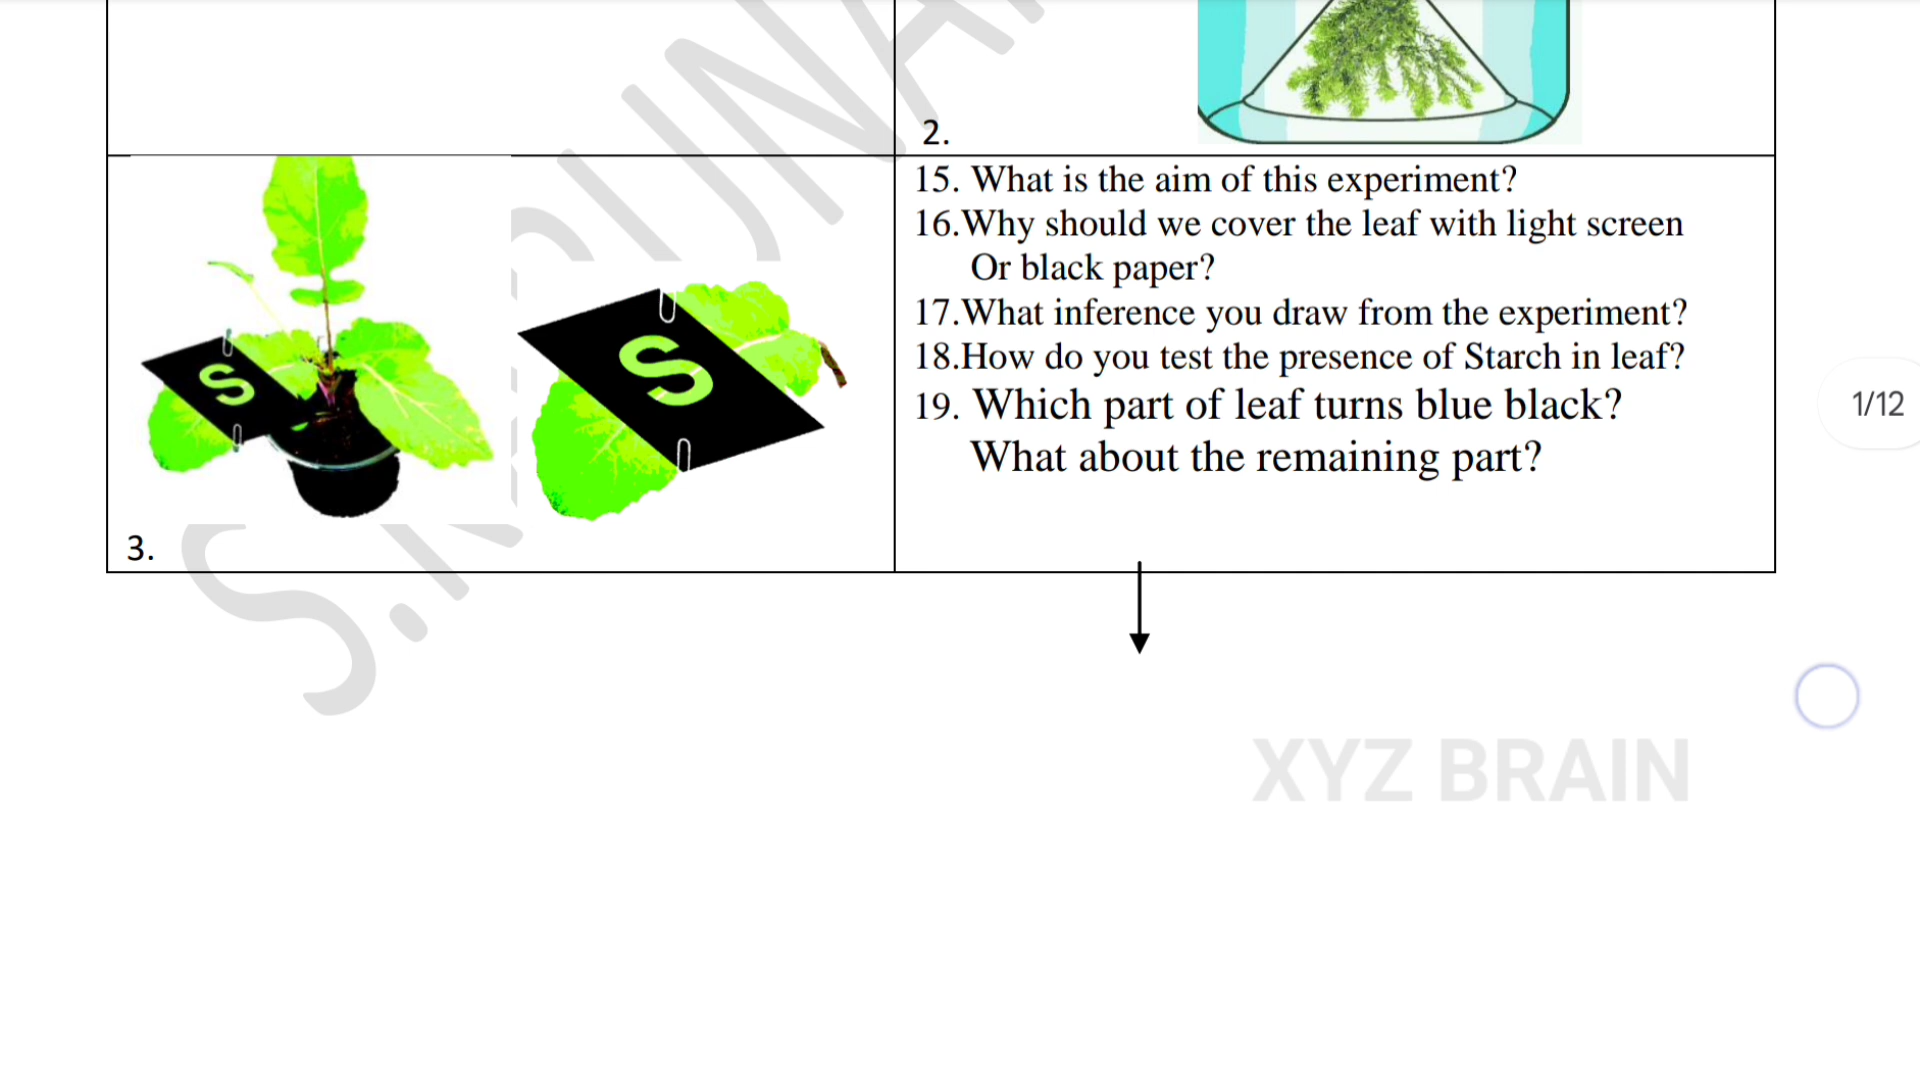 2.
15. What is the aim of this experiment?
16.Why should we cover the leaf with light screen
Or black paper?
17.What inference you draw from the experiment?
18.How do you test the presence of Starch in leaf?
19. Which part of leaf turns blue black?
What about the remaining part?
S
S
3.
1/12
XYZ BRAIN